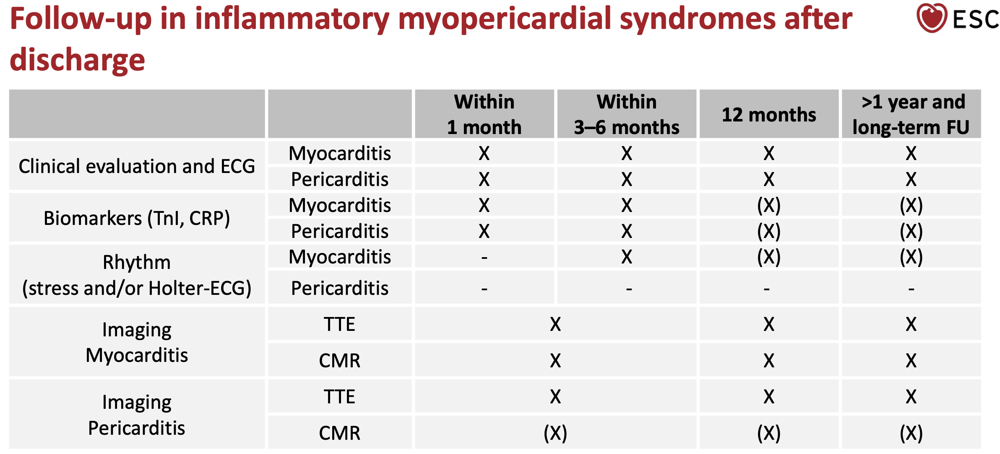 Follow-up in inflammatory myopericardial syndromes after
discharge
ESC
Within
1 month
Within
3–6 months
12 months
>1 year and
long-term FU
Clinical evaluation and ECG
Myocarditis X X X X
Pericarditis X X X X
Biomarkers (TnI, CRP)
Myocarditis X X (X) (X)
Pericarditis X X (X) (X)
Rhythm
(stress and/or Holter-ECG)
Myocarditis - X (X) (X)
Pericarditis - - - -
Imaging
Myocarditis
TTE X X X
CMR X X X
Imaging
Pericarditis
TTE X X X
CMR (X) (X) (X)